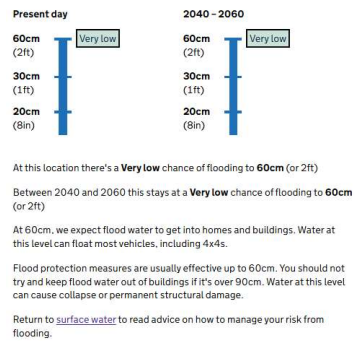 Present day 2040 – 2060
60cm Very low 60cm Very low
(2ft) (2ft)
30cm 30cm
(1ft) (1ft)
20cm 20cm
(8in) (8in)
At this location there's a Very low chance of flooding to 60cm (or 2ft)
Between 2040 and 2060 this stays at a Very low chance of flooding to 60cm
(or 2ft)
At 60cm, we expect flood water to get into homes and buildings. Water at
this level can float most vehicles, including 4x4s.
Flood protection measures are usually effective up to 60cm. You should not
try and keep flood water out of buildings if it's over 90cm. Water at this level
can cause collapse or permanent structural damage.
Return to surface water to read advice on how to manage your risk from
flooding.